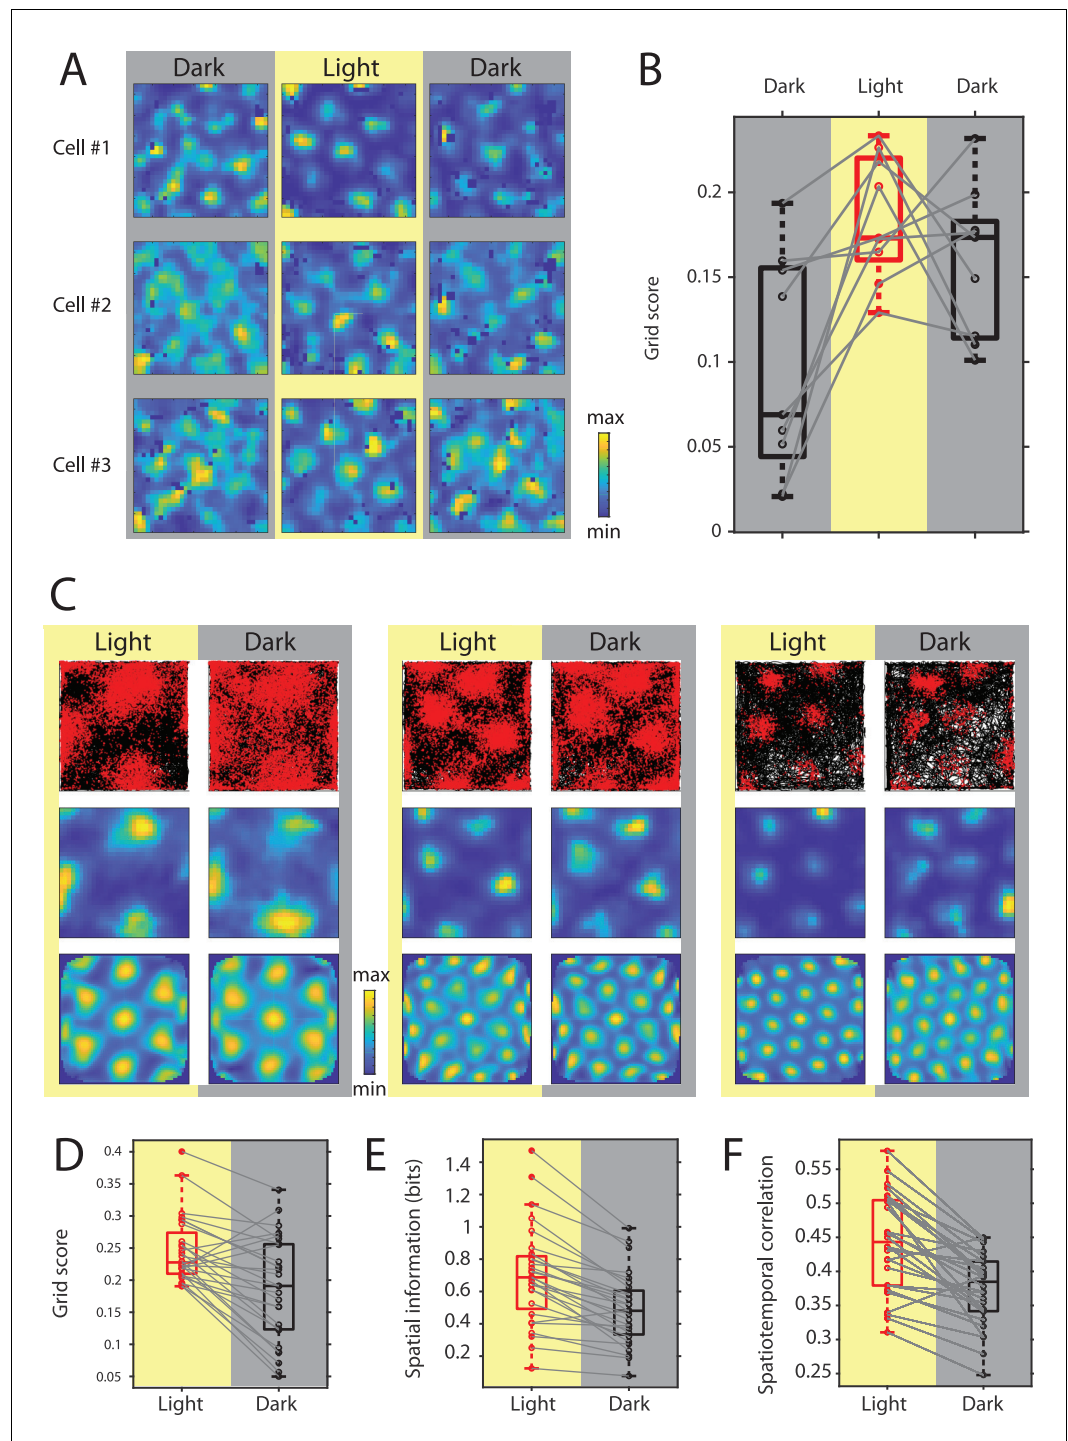 A
Dark Light Dark
Cell #1
Cell #2
Cell #3
max
min
B
Dark Light Dark
Grid score
0.2
0.15
0.1
0.05
0
C
Light Dark
Light Dark
Light Dark
max
min
D
Grid score
0.4
0.35
0.3
0.25
0.2
0.15
0.1
0.05
Light Dark
E
Spatial information (bits)
1.4
1.2
1
0.8
0.6
0.4
0.2
Light Dark
F
Spatiotemporal correlation
0.55
0.5
0.45
0.4
0.35
0.3
0.25
Light Dark